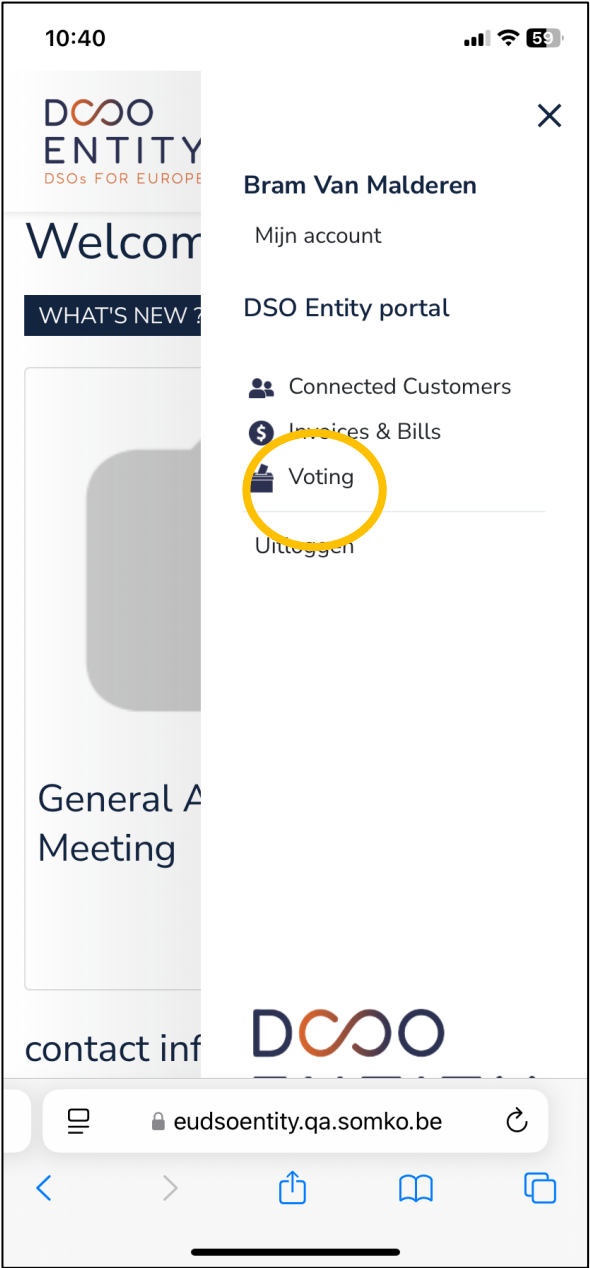 10:40
59
DSO
ENTITY
DSOs FOR EUROPE
Bram Van Malderen
Mijn account
Welcom
WHAT'S NEW ?
DSO Entity portal
Connected Customers
Invoices & Bills
Voting
Uitloggen
General A
Meeting
contact inf
DSO
eudsoentity.qa.somko.be